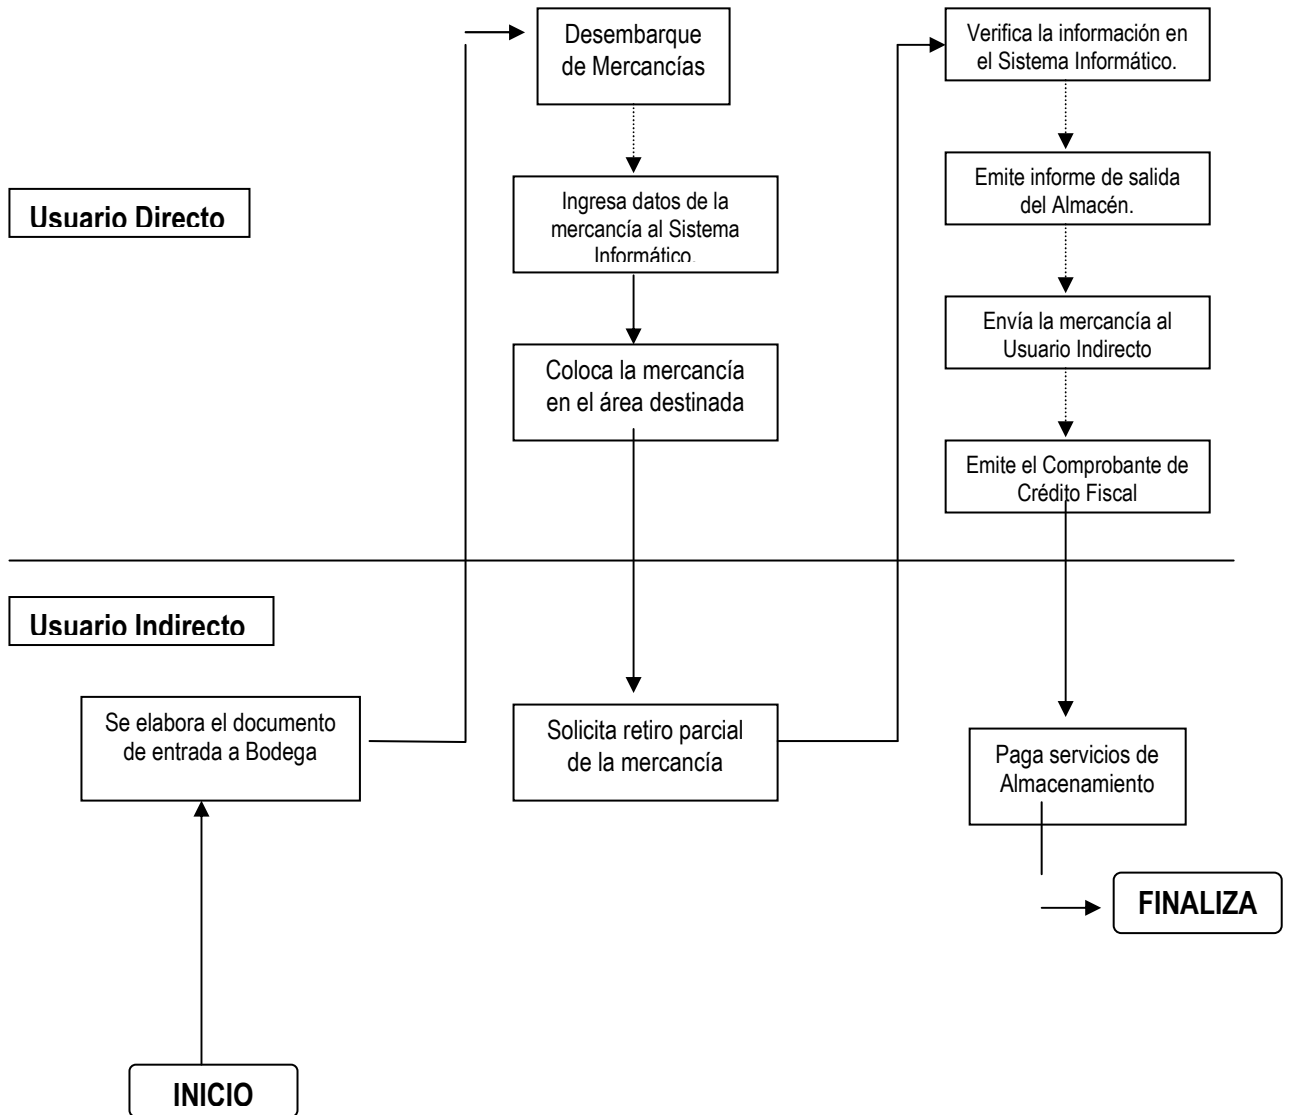 Desembarque
de Mercancías
Verifica la información en
el Sistema Informático.
Usuario Directo
Ingresa datos de la
mercancía al Sistema
Informático.
Emite informe de salida
del Almacén.
Coloca la mercancía
en el área destinada
Envía la mercancía al
Usuario Indirecto
Emite el Comprobante de
Crédito Fiscal
Usuario Indirecto
Se elabora el documento
de entrada a Bodega
Solicita retiro parcial
de la mercancía
Paga servicios de
Almacenamiento
FINALIZA
INICIO